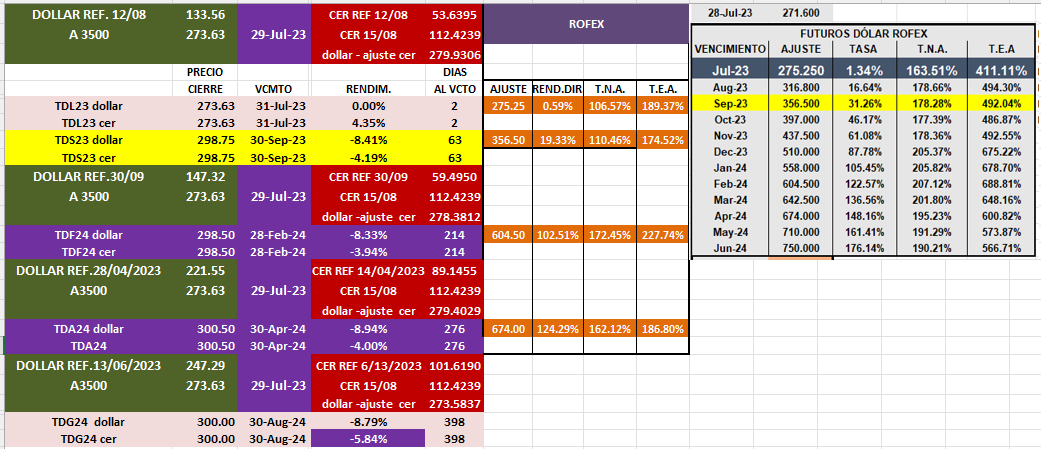 DOLLAR REF. 12/08 133.56 CER REF 12/08 53.6395 ROFEX 28-Jul-23 271.600
A 3500 273.63 29-Jul-23 CER 15/08 112.4239
dollar - ajuste cer 279.9306
FUTUROS DÓLAR ROFEX
VENCIMIENTO AJUSTE TASA T.N.A. T.E.A
Jul-23 275.250 1.34% 163.51% 411.11%
Aug-23 316.800 16.64% 178.66% 494.30%
Sep-23 356.500 31.26% 178.28% 492.04%
Oct-23 397.000 46.17% 177.39% 486.87%
Nov-23 437.500 61.08% 178.36% 492.55%
Dec-23 510.000 87.78% 205.37% 675.22%
Jan-24 558.000 105.45% 205.82% 678.70%
Feb-24 604.500 122.57% 207.12% 688.81%
Mar-24 642.500 136.56% 201.80% 648.16%
Apr-24 674.000 148.16% 195.23% 600.82%
May-24 710.000 161.41% 191.29% 573.87%
Jun-24 750.000 176.14% 190.21% 566.71%
PRECIO DIAS
CIERRE VCMTO RENDIM. AL VCTO AJUSTE REND.DIR T.N.A. T.E.A.
TDL23 dollar 273.63 31-Jul-23 0.00% 2 275.25 0.59% 106.57% 189.37%
TDL23 cer 273.63 31-Jul-23 4.35% 2
TDS23 dollar 298.75 30-Sep-23 -8.41% 63 356.50 19.33% 110.46% 174.52%
TDS23 cer 298.75 30-Sep-23 -4.19% 63
DOLLAR REF.30/09 147.32 CER REF 30/09 59.4950
A 3500 273.63 29-Jul-23 CER 15/08 112.4239
dollar -ajuste cer 278.3812
TDF24 dollar 298.50 28-Feb-24 -8.33% 214 604.50 102.51% 172.45% 227.74%
TDF24 cer 298.50 28-Feb-24 -3.94% 214
DOLLAR REF.28/04/2023 221.55 CER REF 14/04/2023 89.1455
A3500 273.63 29-Jul-23 CER 15/08 112.4239
dollar -ajuste cer 279.4029
TDA24 dollar 300.50 30-Apr-24 -8.94% 276 674.00 124.29% 162.12% 186.80%
TDA24 300.50 30-Apr-24 -4.00% 276
DOLLAR REF.13/06/2023 247.29 CER REF 6/13/2023 101.6190
A3500 273.63 29-Jul-23 CER 15/08 112.4239
dollar -ajuste cer 273.5837
TDG24 dollar 300.00 30-Aug-24 -8.79% 398
TDG24 cer 300.00 30-Aug-24 -5.84% 398